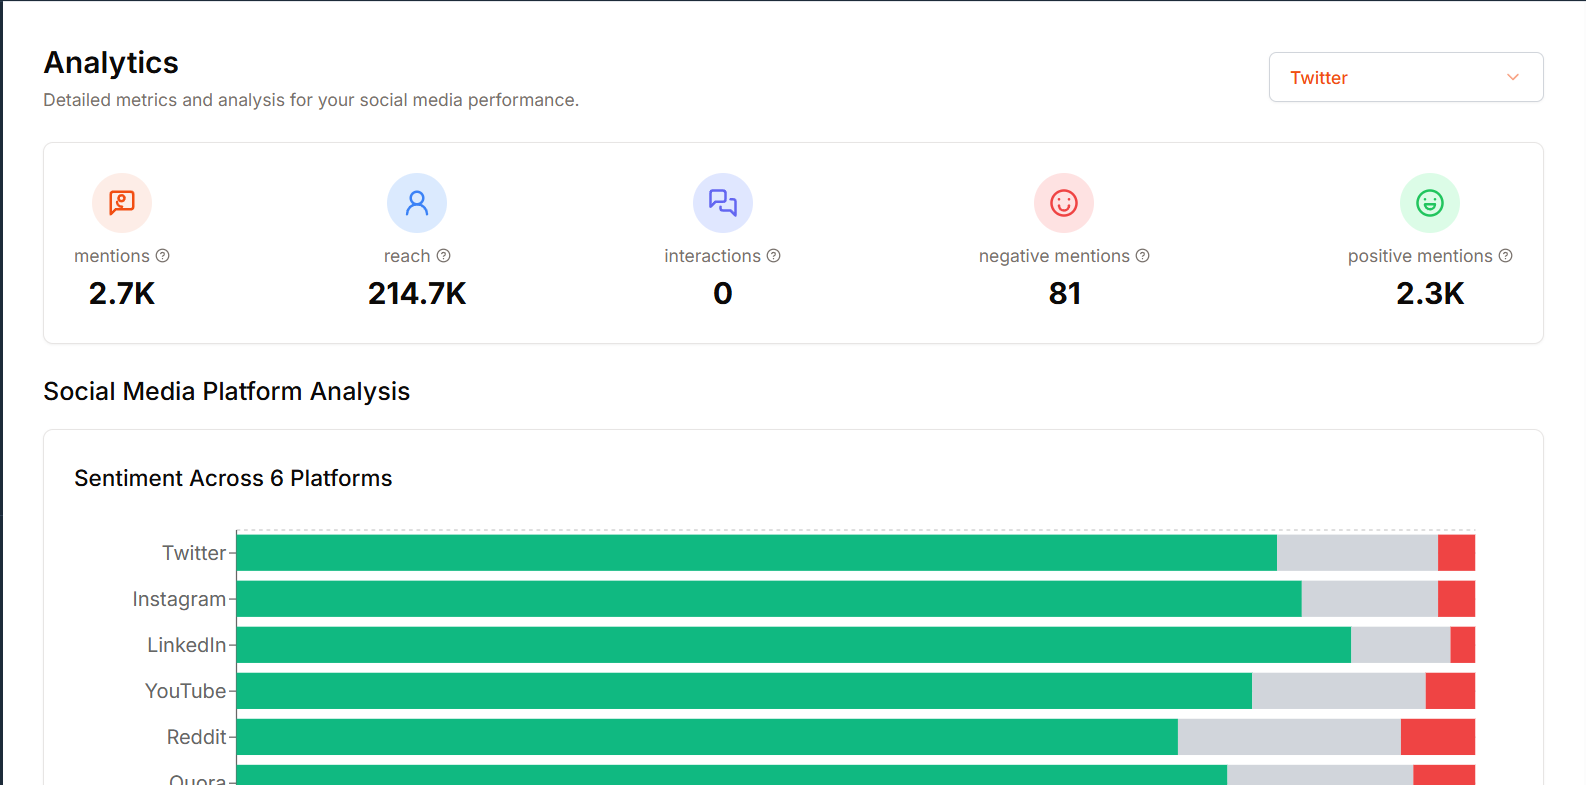 Analytics
Detailed metrics and analysis for your social media performance.
Twitter
mentions
2.7K
reach
214.7K
interactions
0
negative mentions
81
positive mentions
2.3K
Social Media Platform Analysis
Sentiment Across 6 Platforms
Twitter
Instagram
LinkedIn
YouTube
Reddit
Quora